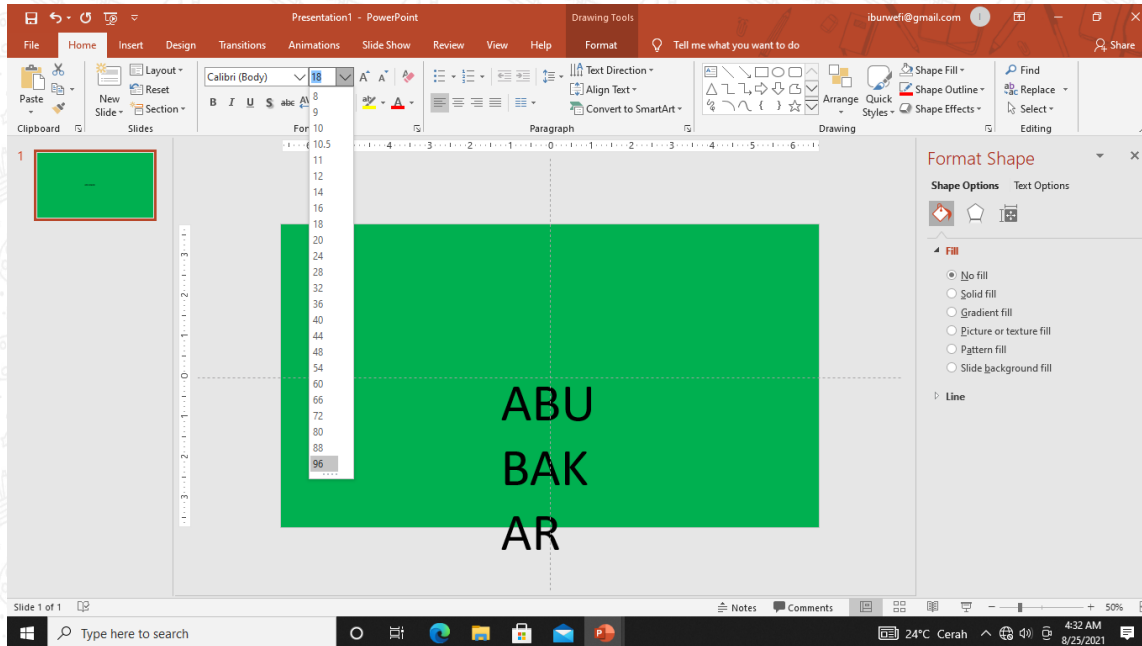 Presentation1 - PowerPoint
Drawing Tools
iburwefi@gmail.com
File Home Insert Design Transitions Animations Slide Show Review View Help Format Tell me what you want to do Share
Paste
Clipboard
New Slide
Layout
Reset
Section
Slides
Calibri (Body) 18
B I U S abc AV A
Fon
Text Direction
Align Text
Convert to SmartArt
Paragraph
Arrange
Quick Styles
Shape Fill
Shape Outline
Shape Effects
Drawing
Find
Replace
Select
Editing
8
9
10
10.5
11
12
14
16
18
20
24
28
32
36
40
44
48
54
60
66
72
80
88
96
1
ABU
BAK
AR
Format Shape
Shape Options Text Options
Fill
No fill
Solid fill
Gradient fill
Picture or texture fill
Pattern fill
Slide background fill
Line
Slide 1 of 1
Notes Comments 50%
Type here to search
24°C Cerah
4:32 AM
8/25/2021